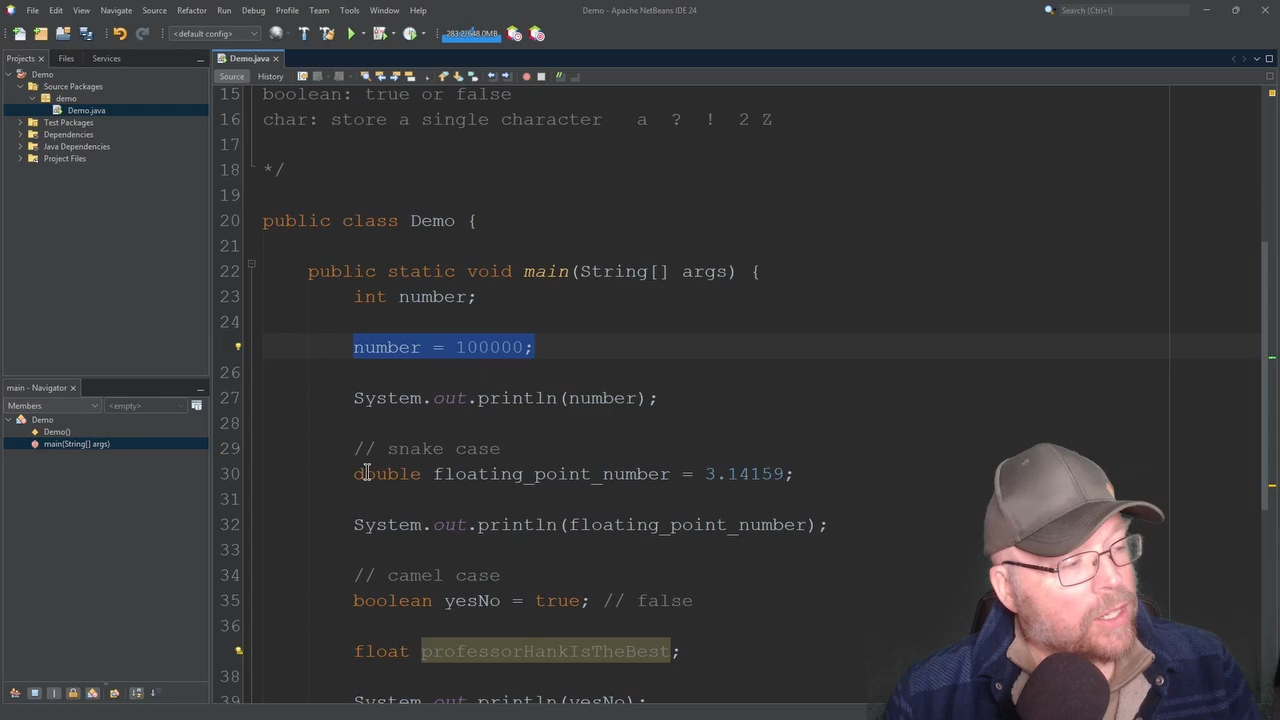 File Edit View Navigate Source Refactor Run Debug Profile Team Tools Window Help
Demo - Apache NetBeans IDE 24
Search (Ctrl+I)
<default config>
283.2/648.0MB
Projects
Files
Services
Demo
Source Packages
demo
Demo.java
Test Packages
Dependencies
Java Dependencies
Project Files
main - Navigator
Members
<empty>
Demo
Demo()
main(String[] args)
Demo.java
Source
History
15 boolean: true or false
16 char: store a single character a ? ! 2 Z
17
18 */
19
20 public class Demo {
21
22 public static void main(String[] args) {
23 int number;
24
number = 100000;
26
27 System.out.println(number);
28
29 // snake case
30 double floating_point_number = 3.14159;
31
32 System.out.println(floating_point_number);
33
34 // camel case
35 boolean yesNo = true; // false
36
float professorHankIsTheBest;
38
39 System.out.println(yesNo);